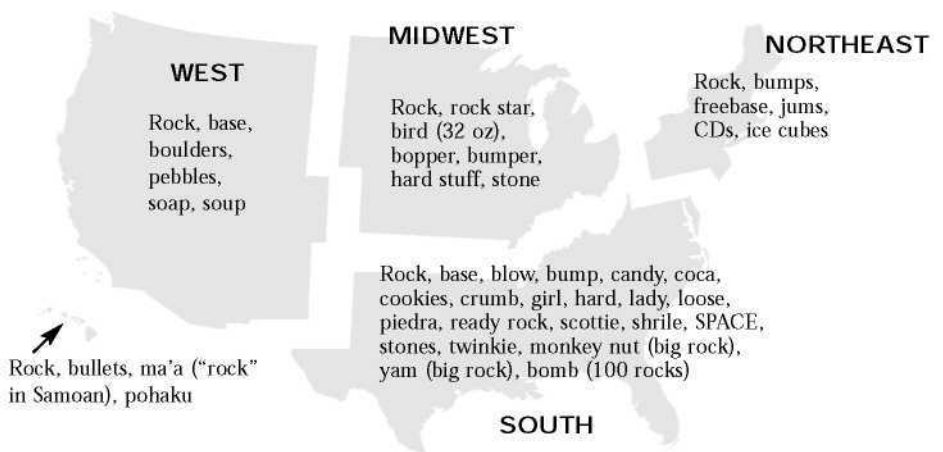 WEST
Rock, base,
boulders,
pebbles,
soap, soup
MIDWEST
Rock, rock star,
bird (32 oz),
bopper, bumper,
hard stuff, stone
NORTHEAST
Rock, bumps,
freebase, jums,
CDs, ice cubes
Rock, bullets, ma'a (“rock”
in Samoan), pohaku
Rock, base, blow, bump, candy, coca,
cookies, crumb, girl, hard, lady, loose,
piedra, ready rock, scottie, shrile, SPACE,
stones, twinkie, monkey nut (big rock),
yam (big rock), bomb (100 rocks)
SOUTH